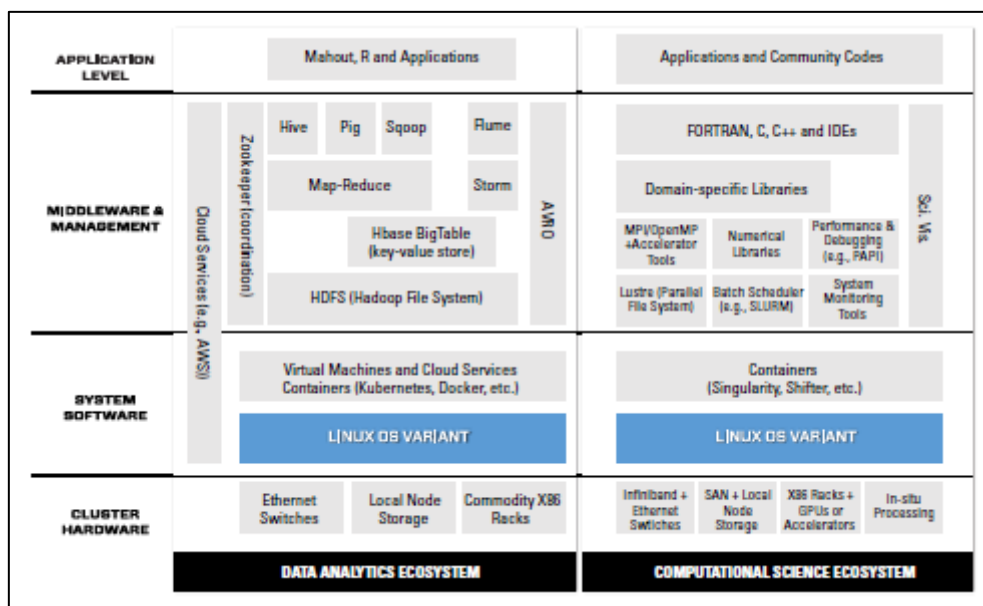 APPLICATION
LEVEL
Mahout, R and Applications
Applications and Community Codes
MIDDLEWARE &
MANAGEMENT
Cloud Services (e.g., AWS))
Zookeeper (coordination)
Hive
Pig
Sqoop
Flume
Map-Reduce
Storm
Hbase BigTable
(key-value store)
HDFS (Hadoop File System)
AVRO
FORTRAN, C, C++ and IDEs
Domain-specific Libraries
MPI/OpenMP
+Accelerator
Tools
Numerical
Libraries
Performance &
Debugging
(e.g., PAPI)
Lustre (Parallel
File System)
Batch Scheduler
(e.g., SLURM)
System
Monitoring
Tools
Sci. Vis.
SYSTEM
SOFTWARE
Virtual Machines and Cloud Services
Containers (Kubernetes, Docker, etc.)
LINUX OS VARIANT
Containers
(Singularity, Shifter, etc.)
LINUX OS VARIANT
CLUSTER
HARDWARE
Ethernet
Switches
Local Node
Storage
Commodity X86
Racks
Infiniband +
Ethernet
Swtiches
SAN + Local
Node
Storage
X86 Racks +
GPUs or
Accelerators
In-situ
Processing
DATA ANALYTICS ECOSYSTEM
COMPUTATIONAL SCIENCE ECOSYSTEM